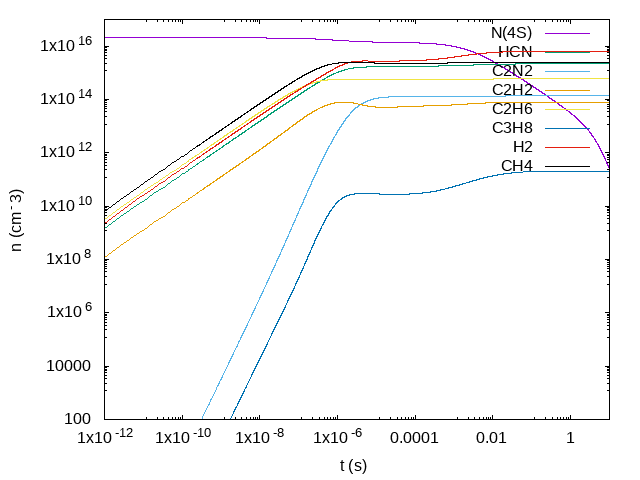 1x10 16
1x10 14
1x10 12
1x10 10
1x10 8
1x10 6
10000
100
n (cm-3)
N(4S)
HCN
C2N2
C2H2
C2H6
C3H8
H2
CH4
1x10 -12
1x10 -10
1x10 -8
1x10 -6
0.0001
0.01
1
t (s)